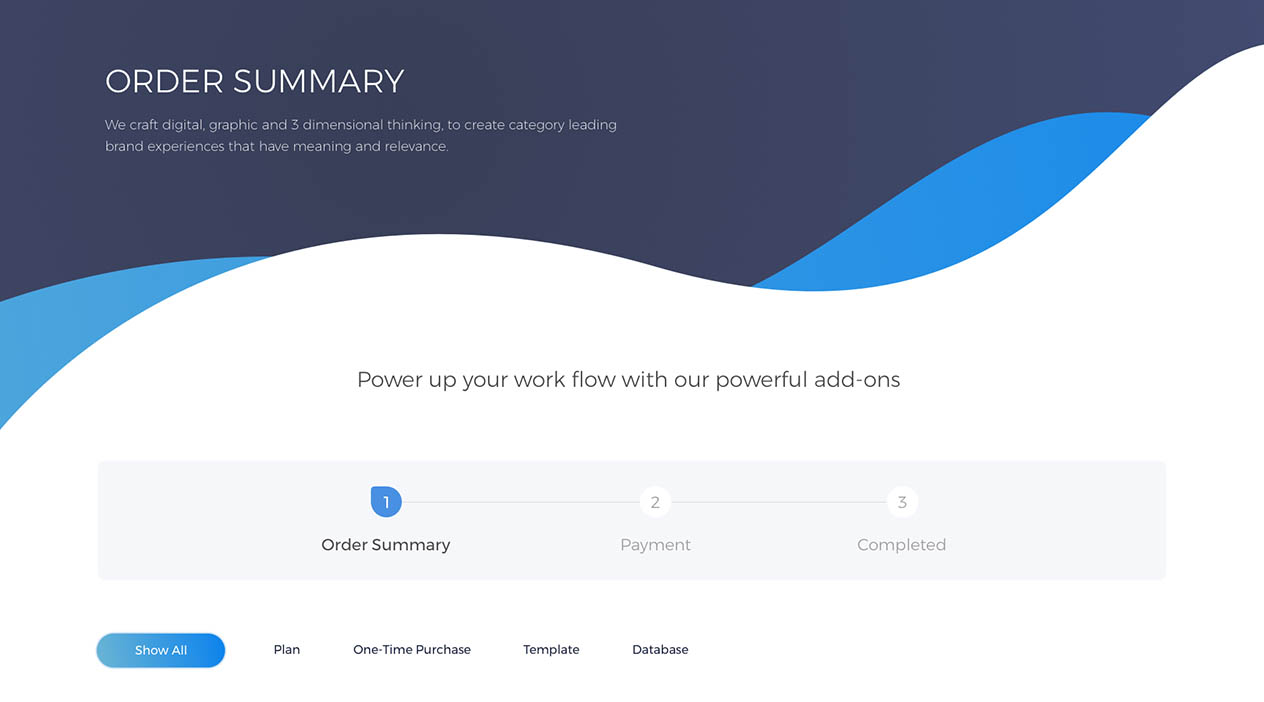 ORDER SUMMARY
We craft digital, graphic and 3 dimensional thinking, to create category leading
brand experiences that have meaning and relevance.
Power up your work flow with our powerful add-ons
1 2 3
Order Summary Payment Completed
Show All Plan One-Time Purchase Template Database